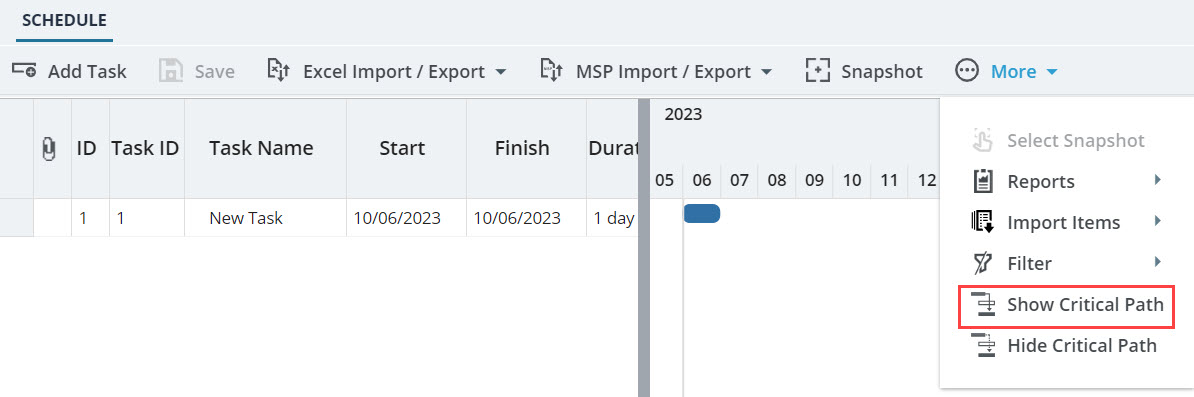 SCHEDULE
Add Task Save Excel Import / Export MSP Import / Export Snapshot More
2023
ID Task ID Task Name Start Finish Durat
05 06 07 08 09 10 11 12
1 1 New Task 10/06/2023 10/06/2023 1 day
Select Snapshot
Reports
Import Items
Filter
Show Critical Path
Hide Critical Path